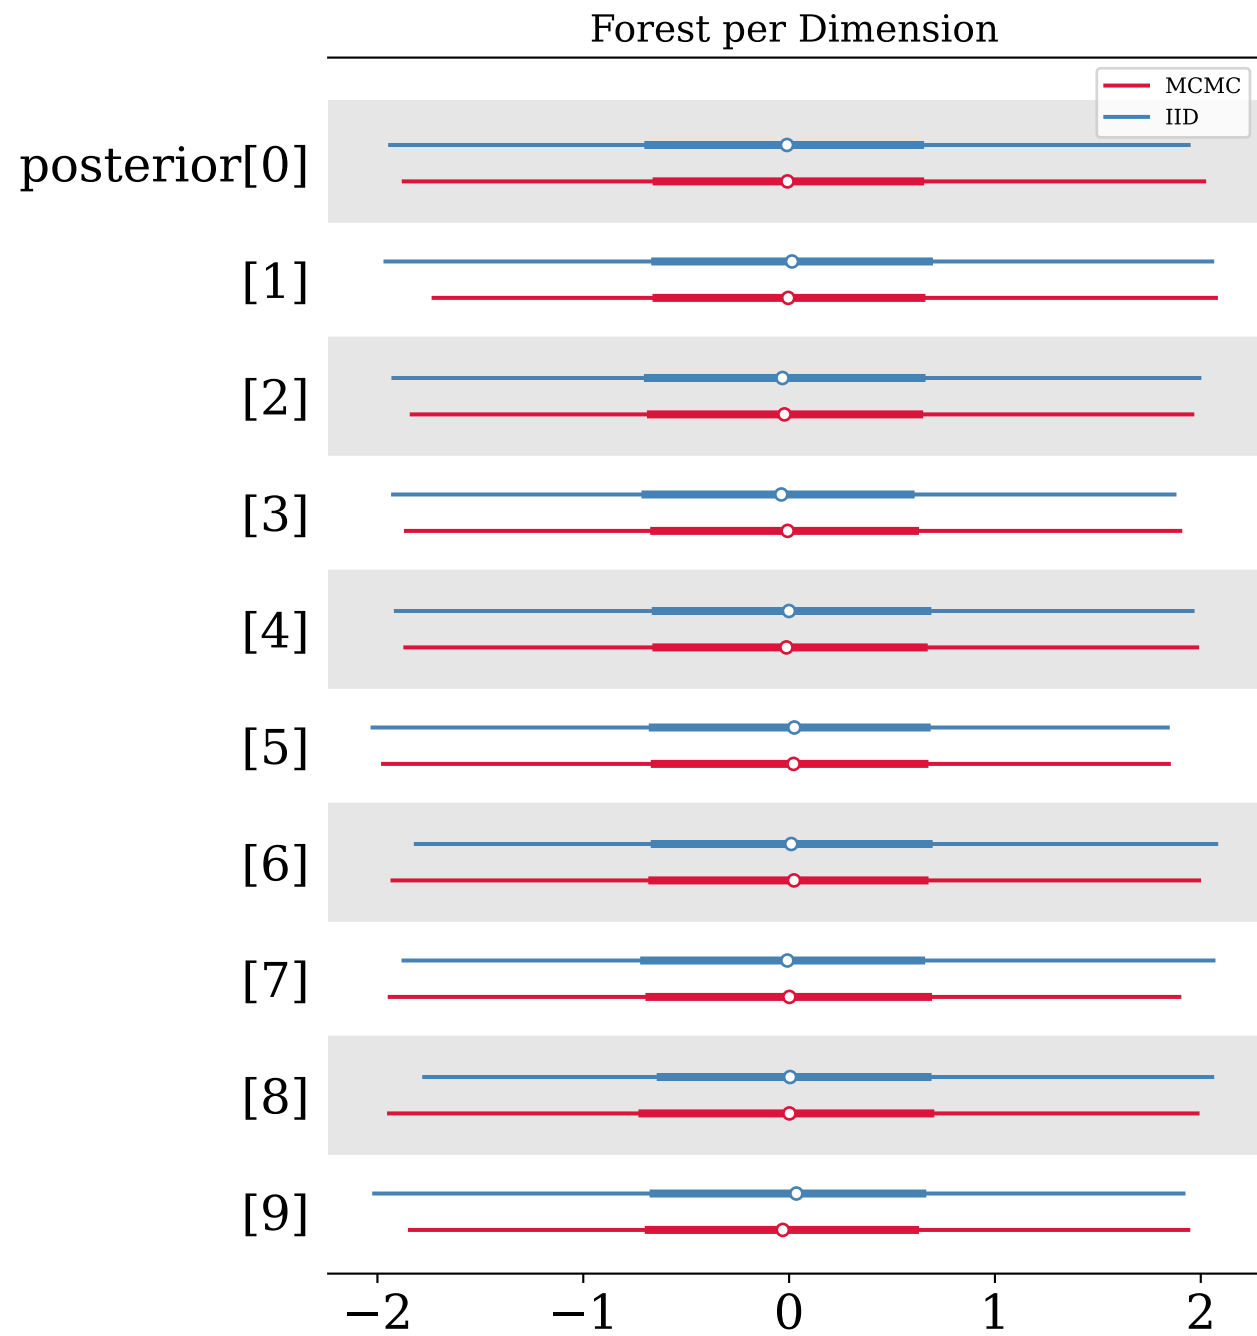 Forest per Dimension
MCMC
IID
posterior[0]
[1]
[2]
[3]
[4]
[5]
[6]
[7]
[8]
[9]
−2 −1 0 1 2